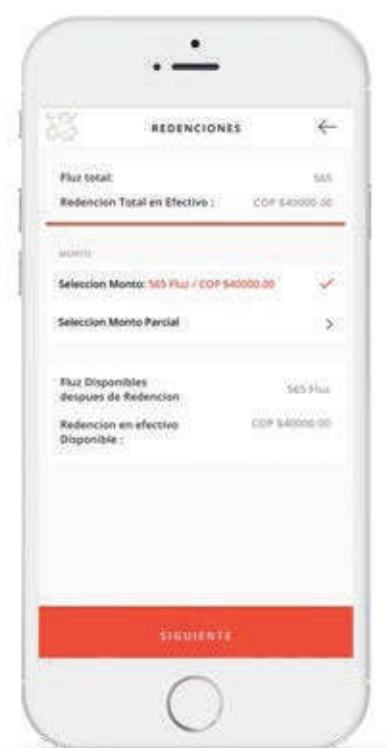 REDENCIONES
Fluz total: 565
Redencion Total en Efectivo : COP $40000.00
MONTO
Seleccion Monto: 565 Fluz / COP $40000.00
Seleccion Monto Parcial
Fluz Disponibles
despues de Redencion 565 Fluz
Redencion en efectivo
Disponible : COP $40000.00
SIGUIENTE